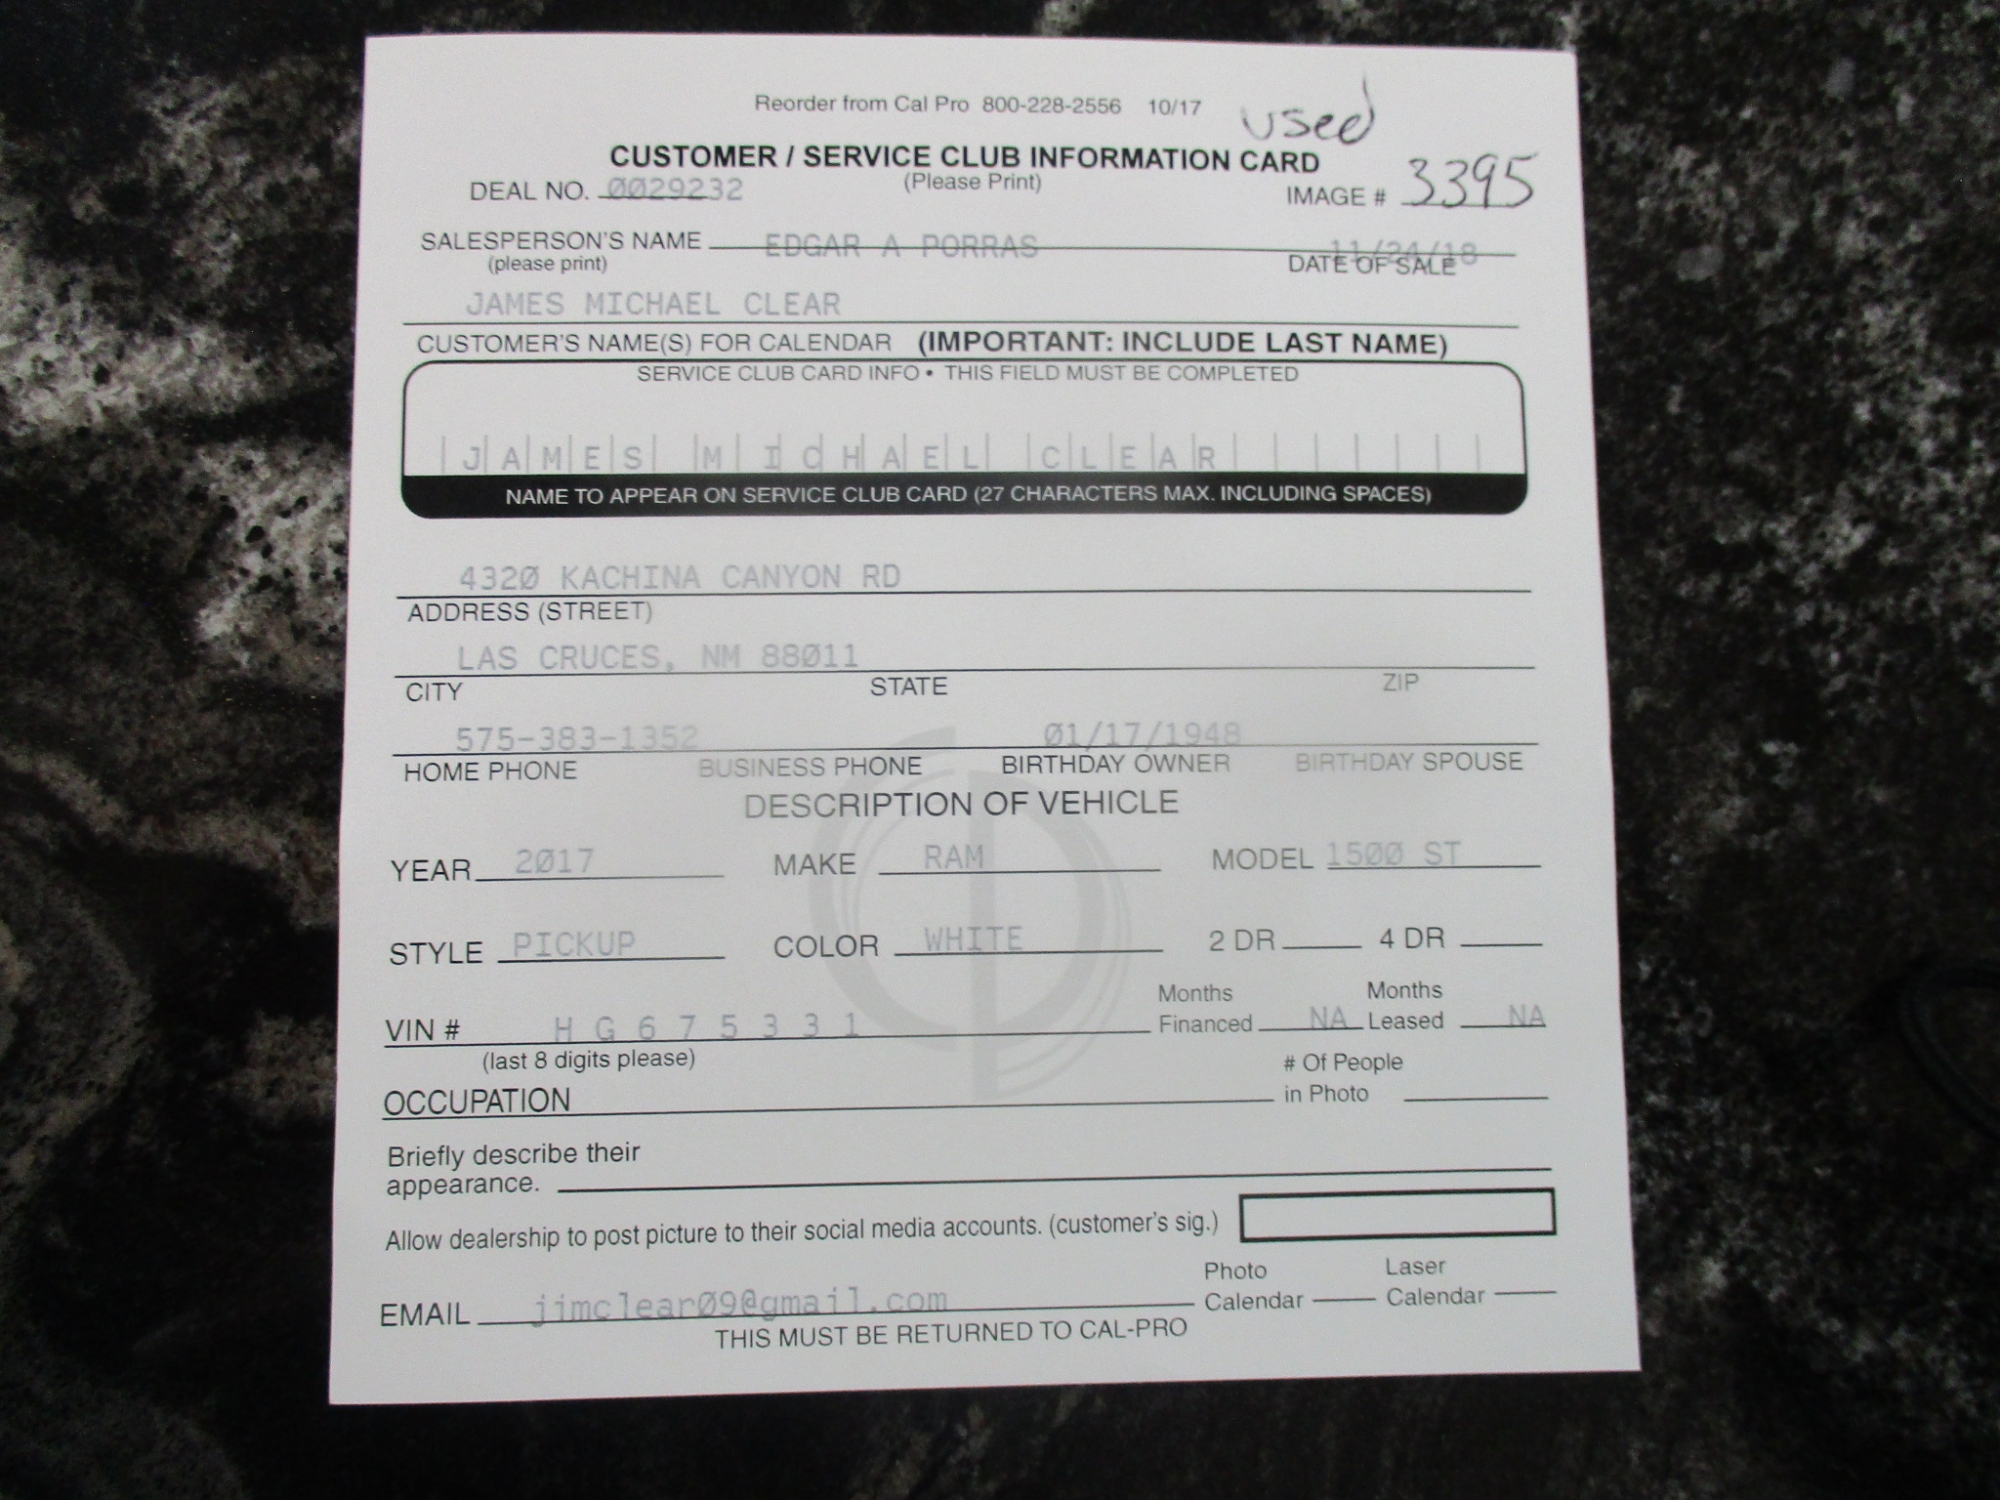 Reorder from Cal Pro 800-228-2556 10/17
used
CUSTOMER / SERVICE CLUB INFORMATION CARD
(Please Print)
DEAL NO. 0029232
IMAGE # 3395
SALESPERSON'S NAME EDGAR A PORRAS 11/24/18
(please print) DATE OF SALE
JAMES MICHAEL CLEAR
CUSTOMER'S NAME(S) FOR CALENDAR (IMPORTANT: INCLUDE LAST NAME)
SERVICE CLUB CARD INFO • THIS FIELD MUST BE COMPLETED
JAMES MICHAEL CLEAR
NAME TO APPEAR ON SERVICE CLUB CARD (27 CHARACTERS MAX. INCLUDING SPACES)
4320 KACHINA CANYON RD
ADDRESS (STREET)
LAS CRUCES, NM 88011
CITY STATE ZIP
575-383-1352 01/17/1948
HOME PHONE BUSINESS PHONE BIRTHDAY OWNER BIRTHDAY SPOUSE
DESCRIPTION OF VEHICLE
YEAR 2017 MAKE RAM MODEL 1500 ST
STYLE PICKUP COLOR WHITE 2 DR 4 DR
Months Months
VIN # H G 6 7 5 3 3 1 Financed NA Leased NA
(last 8 digits please) # Of People
OCCUPATION in Photo
Briefly describe their
appearance.
Allow dealership to post picture to their social media accounts. (customer's sig.)
Photo Laser
EMAIL jimclear09@gmail.com Calendar Calendar
THIS MUST BE RETURNED TO CAL-PRO